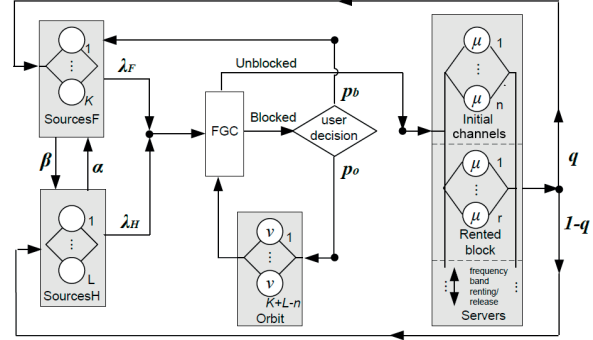 1
⋮
K
SourcesF
λF
β
α
1
⋮
L
SourcesH
λH
Unblocked
FGC
Blocked
pb
user
decision
po
ν
1
⋮
ν
K+L-n
Orbit
μ
1
⋮
μ
n
Initial
channels
μ
1
⋮
μ
r
Rented
block
⋮
frequency
band
renting/
release
⋮
Servers
q
1-q